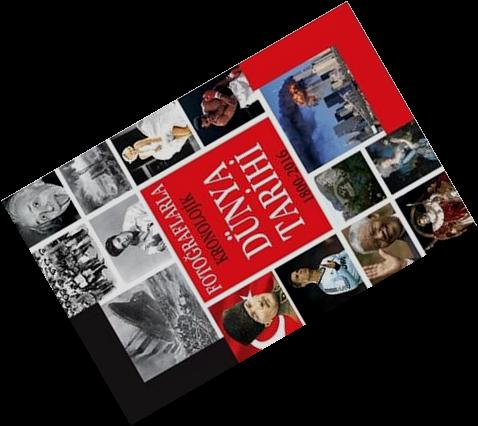 FOTOĞRAFLARLA
KRONOLOJİK
DÜNYA
TARİHİ
1800-2016